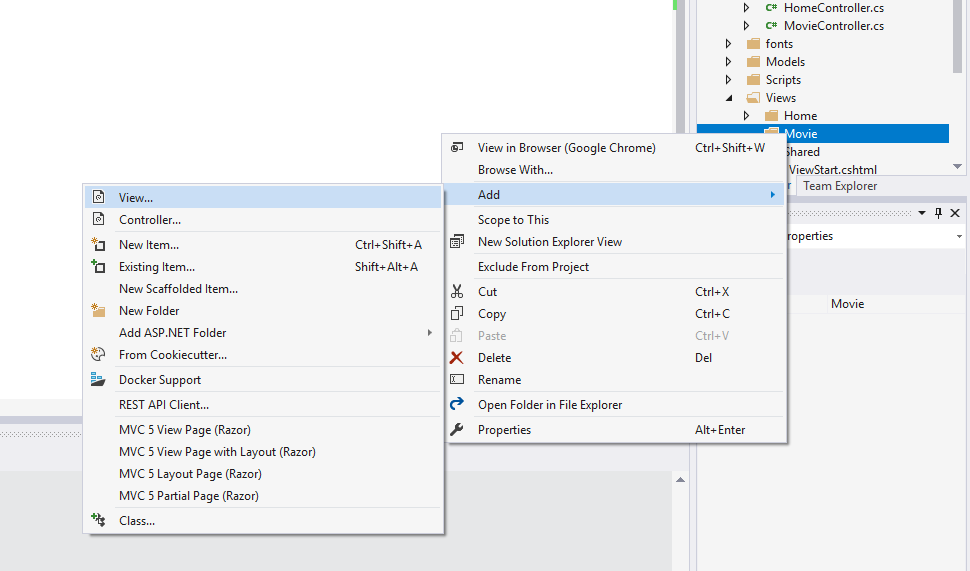 HomeController.cs
MovieController.cs
fonts
Models
Scripts
Views
Home
Movie
Shared
ViewStart.cshtml
Team Explorer
roperties
Movie
View in Browser (Google Chrome) Ctrl+Shift+W
Browse With...
Add
Scope to This
New Solution Explorer View
Exclude From Project
Cut Ctrl+X
Copy Ctrl+C
Paste Ctrl+V
Delete Del
Rename
Open Folder in File Explorer
Properties Alt+Enter
View...
Controller...
New Item... Ctrl+Shift+A
Existing Item... Shift+Alt+A
New Scaffolded Item...
New Folder
Add ASP.NET Folder
From Cookiecutter...
Docker Support
REST API Client...
MVC 5 View Page (Razor)
MVC 5 View Page with Layout (Razor)
MVC 5 Layout Page (Razor)
MVC 5 Partial Page (Razor)
Class...